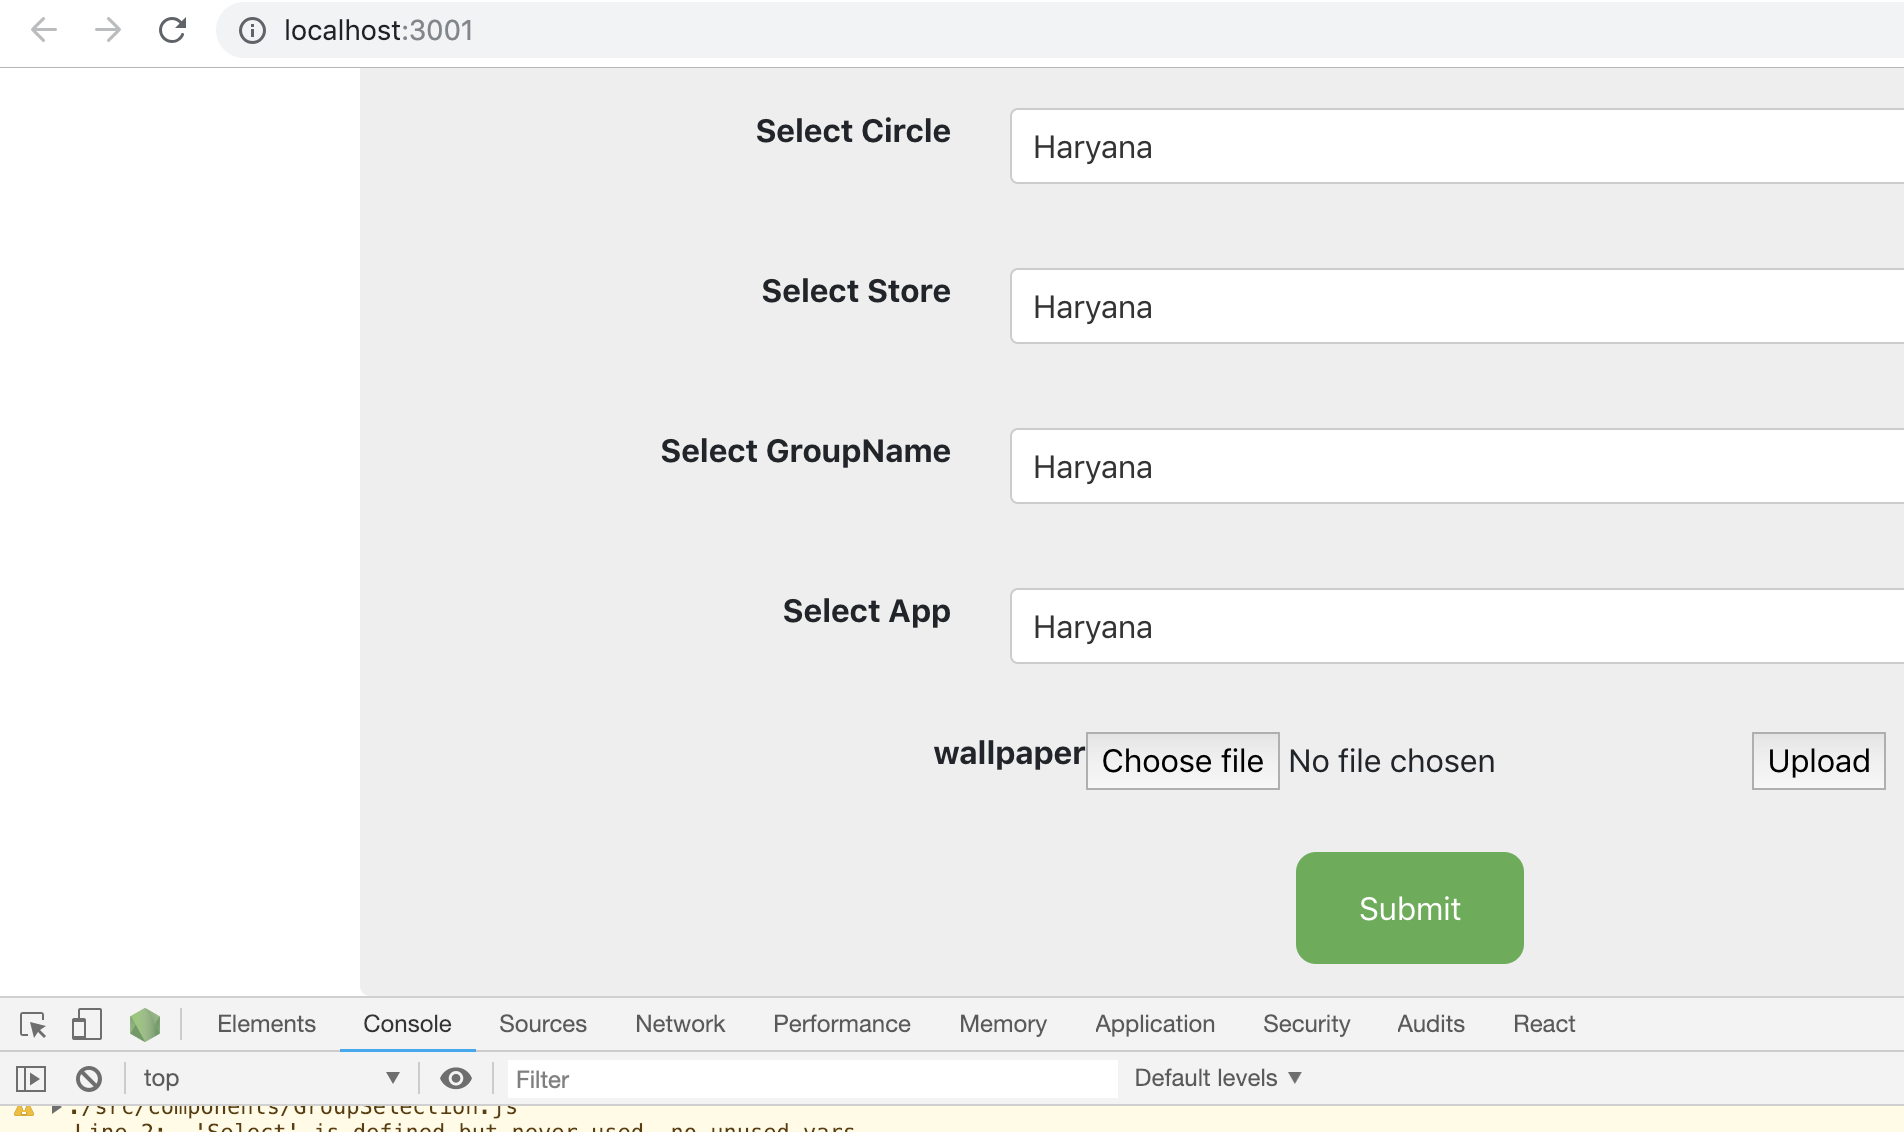 localhost:3001
Select Circle Haryana
Select Store Haryana
Select GroupName Haryana
Select App Haryana
wallpaper Choose file No file chosen Upload
Submit
Elements Console Sources Network Performance Memory Application Security Audits React
top Filter Default levels
./src/components/GroupSelection.js
Line 2: 'Select' is defined but never used no-unused-vars